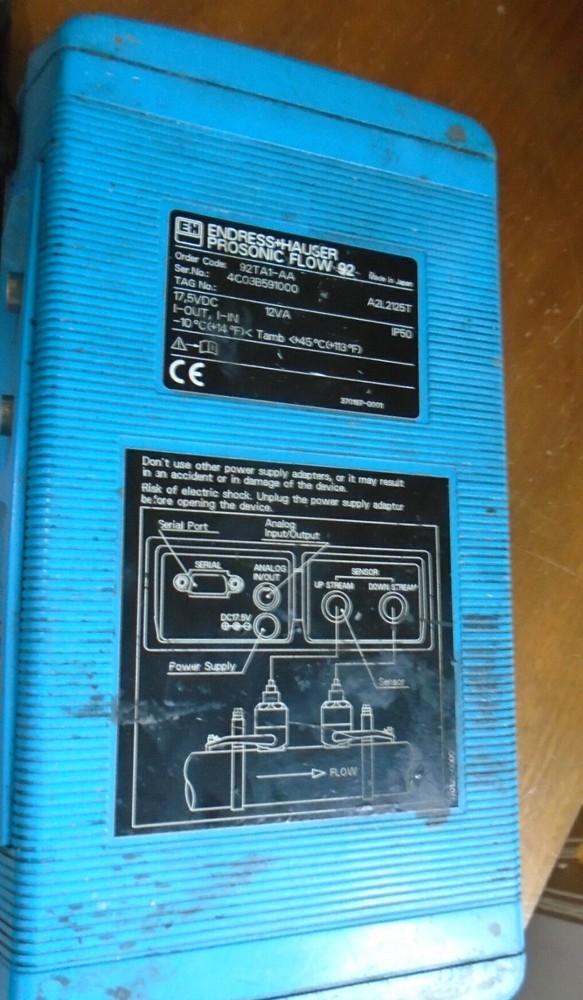 EH ENDRESS+HAUSER
PROSONIC FLOW 92
Order Code: 92TA1-AA Made in Japan
Ser.No.: 4C03B591000
TAG No.: A2L2125T
17,5VDC 12VA
I-OUT, I-IN IP50
-10°C(+14°F)< Tamb <+45°C(+113°F)
i
CE
370187-0001
Don't use other power supply adapters, or it may result
in an accident or in damage of the device.
Risk of electric shock. Unplug the power supply adaptor
before opening the device.
Serial Port
Analog
Input/Output
SERIAL
ANALOG
IN/OUT
SENSOR
UP STREAM DOWN STREAM
DC17.5V
Power Supply
Sensor
FLOW